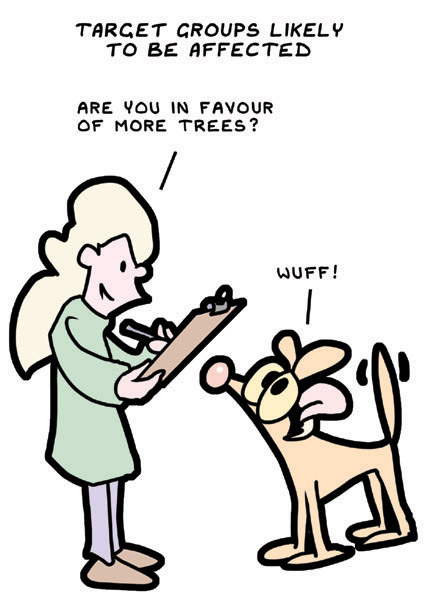 TARGET GROUPS LIKELY
TO BE AFFECTED
ARE YOU IN FAVOUR
OF MORE TREES?
WUFF!